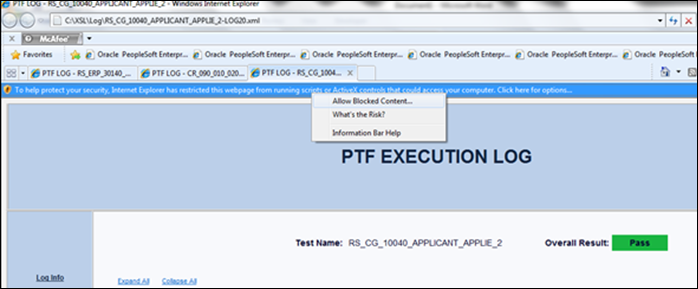 PTF LOG - RS_CG_10040_APPLICANT_APPLIE_2 - Windows Internet Explorer
C:\XSL\Log\RS_CG_10040_APPLICANT_APPLIE_2-LOG20.xml
x McAfee
Favorites Oracle PeopleSoft Enterpr... Oracle PeopleSoft Enterpr... Oracle PeopleSoft Enterpr... Oracle PeopleSoft Enterpr... Oracle PeopleSoft Enterpr...
PTF LOG - RS_ERP_30140_... PTF LOG - CR_090_010_020... PTF LOG - RS_CG_1004... x
To help protect your security, Internet Explorer has restricted this webpage from running scripts or ActiveX controls that could access your computer. Click here for options...
Allow Blocked Content...
What's the Risk?
Information Bar Help
PTF EXECUTION LOG
Test Name: RS_CG_10040_APPLICANT_APPLIE_2 Overall Result: Pass
Log Info
Expand All Collapse All